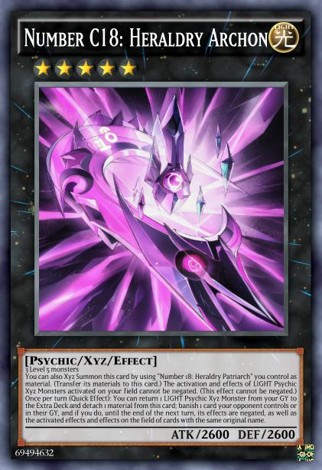 Number C18: Heraldry Archon
LIGHT
光
18
[Psychic/Xyz/Effect]
3 Level 5 monsters
You can also Xyz Summon this card by using "Number 18: Heraldry Patriarch" you control as
material. (Transfer its materials to this card.) The activation and effects of LIGHT Psychic
Xyz Monsters activated on your field cannot be negated. (This effect cannot be negated.)
Once per turn (Quick Effect): You can return 1 LIGHT Psychic Xyz Monster from your GY to
the Extra Deck and detach 1 material from this card; banish 1 card your opponent controls or
in their GY, and if you do, until the end of the next turn, its effects are negated, as well as
the activated effects and effects on the field of cards with the same original name.
ATK/2600 DEF/2600
69494632